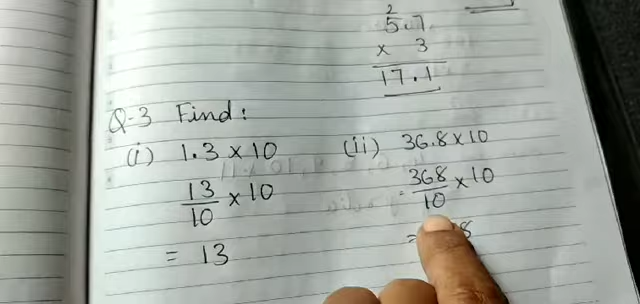 2
5.7
× 3
17.1
Q-3 Find:
(i) 1.3 × 10
13/10 × 10
= 13
(ii) 36.8 × 10
368/10 × 10
= 8